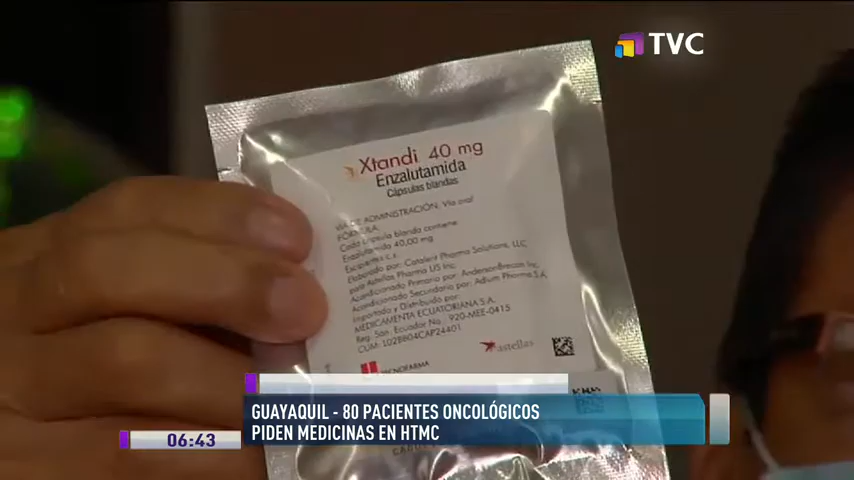 TVC
Xtandi 40 mg
Enzalutamida
Cápsulas blandas
VÍA DE ADMINISTRACIÓN: Vía oral
FÓRMULA:
Cada cápsula blanda contiene:
Enzalutamida 40,00 mg
Excipientes c.s.
Elaborado por: Catalent Pharma Solutions, LLC
para Astellas Pharma US Inc.
Acondicionado Primario por: AndersonBrecon Inc.
Acondicionado Secundario por: Adium Pharma S.A.
Importado y Distribuido por:
MEDICAMENTA ECUATORIANA S.A.
Reg. San. Ecuador No. 920-MEE-0415
CUM: 1028604CAP24401
astellas
TECNOFARMA
GUAYAQUIL - 80 PACIENTES ONCOLÓGICOS
PIDEN MEDICINAS EN HTMC
06:43